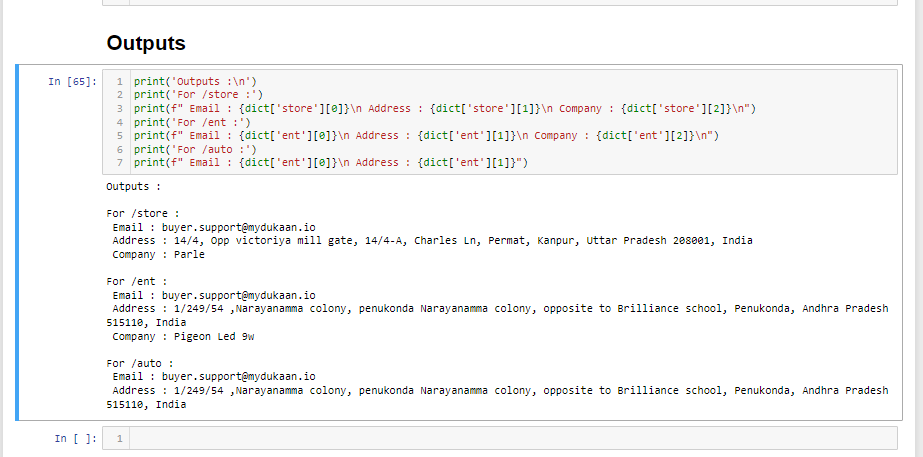 Outputs
In [65]:
1 print('Outputs :\n')
2 print('For /store :')
3 print(f" Email : {dict['store'][0]}\n Address : {dict['store'][1]}\n Company : {dict['store'][2]}\n")
4 print('For /ent :')
5 print(f" Email : {dict['ent'][0]}\n Address : {dict['ent'][1]}\n Company : {dict['ent'][2]}\n")
6 print('For /auto :')
7 print(f" Email : {dict['ent'][0]}\n Address : {dict['ent'][1]}")
Outputs :
For /store :
Email : buyer.support@mydukaan.io
Address : 14/4, Opp victoriya mill gate, 14/4-A, Charles Ln, Permat, Kanpur, Uttar Pradesh 208001, India
Company : Parle
For /ent :
Email : buyer.support@mydukaan.io
Address : 1/249/54 ,Narayanamma colony, penukonda Narayanamma colony, opposite to Brilliance school, Penukonda, Andhra Pradesh
515110, India
Company : Pigeon Led 9w
For /auto :
Email : buyer.support@mydukaan.io
Address : 1/249/54 ,Narayanamma colony, penukonda Narayanamma colony, opposite to Brilliance school, Penukonda, Andhra Pradesh
515110, India
In [ ]:
1